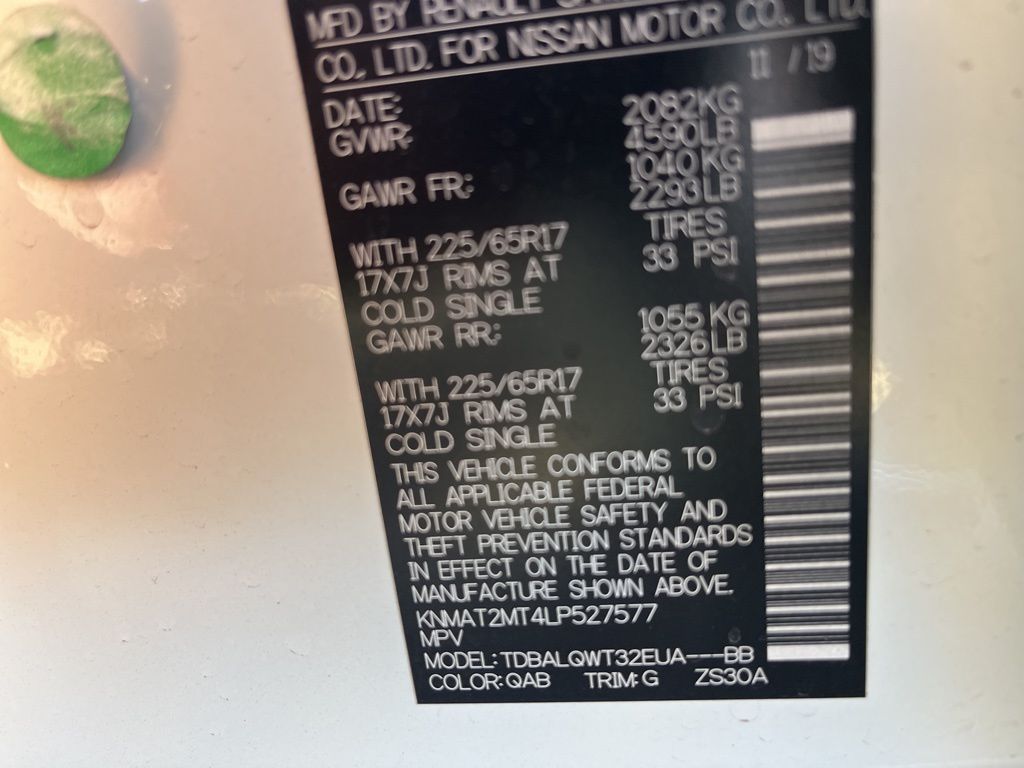 MFD BY RENAULT
CO., LTD. FOR NISSAN MOTOR CO., LTD.
DATE: 11 / 19
GVWR: 2082KG
4590LB
GAWR FR: 1040KG
2293LB
WITH 225/65R17 TIRES
17X7J RIMS AT 33 PSI
COLD SINGLE
GAWR RR: 1055KG
2326LB
WITH 225/65R17 TIRES
17X7J RIMS AT 33 PSI
COLD SINGLE
THIS VEHICLE CONFORMS TO
ALL APPLICABLE FEDERAL
MOTOR VEHICLE SAFETY AND
THEFT PREVENTION STANDARDS
IN EFFECT ON THE DATE OF
MANUFACTURE SHOWN ABOVE.
KNMAT2MT4LP527577
MPV
MODEL:TDBALQWT32EUA---BB
COLOR:QAB TRIM:G ZS30A